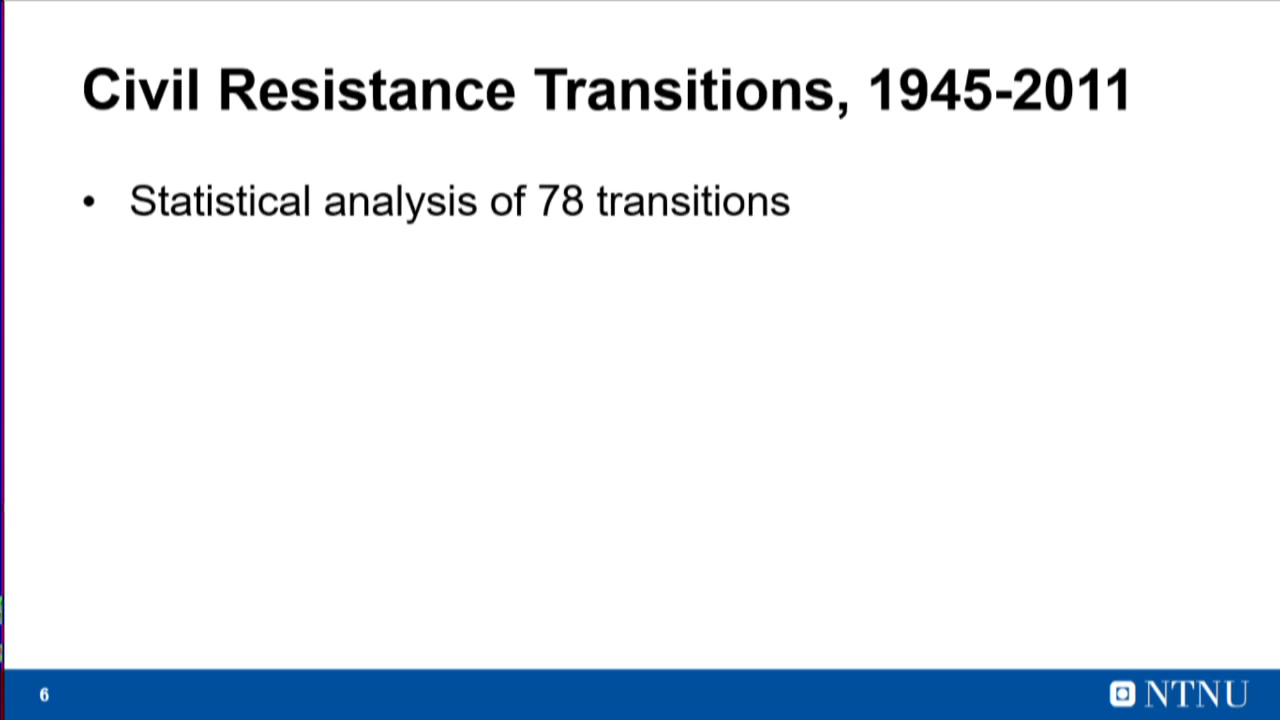 Civil Resistance Transitions, 1945-2011
• Statistical analysis of 78 transitions
6
NTNU